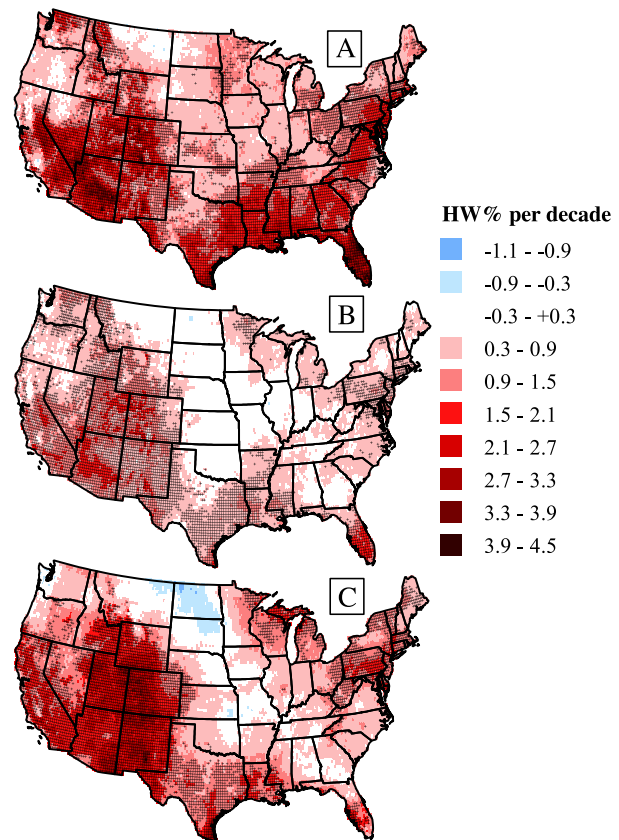 A
HW% per decade
-1.1 - -0.9
-0.9 - -0.3
-0.3 - +0.3
0.3 - 0.9
0.9 - 1.5
1.5 - 2.1
2.1 - 2.7
2.7 - 3.3
3.3 - 3.9
3.9 - 4.5
B
C